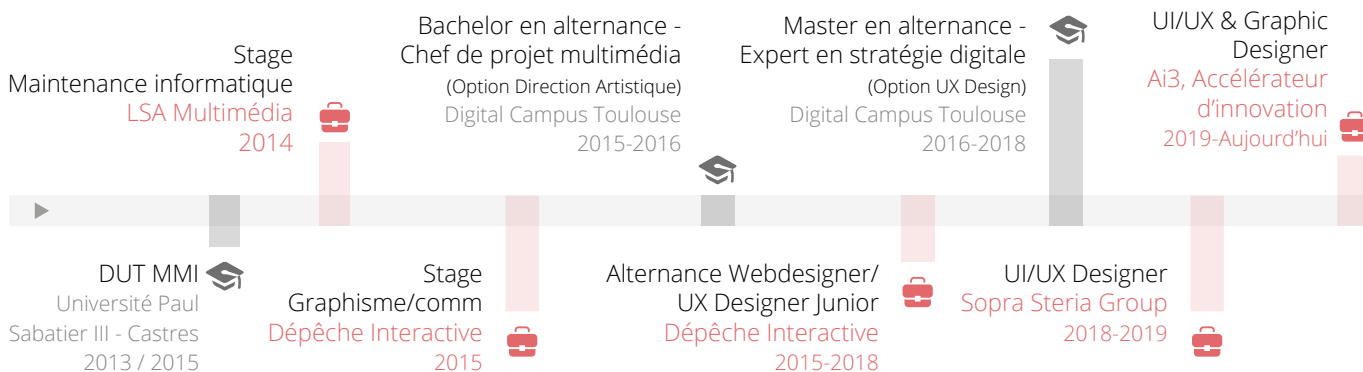 Stage
Maintenance informatique
LSA Multimédia
2014
Bachelor en alternance -
Chef de projet multimédia
(Option Direction Artistique)
Digital Campus Toulouse
2015-2016
Master en alternance -
Expert en stratégie digitale
(Option UX Design)
Digital Campus Toulouse
2016-2018
UI/UX & Graphic
Designer
Ai3, Accélérateur
d’innovation
2019-Aujourd’hui
DUT MMI
Université Paul
Sabatier III - Castres
2013 / 2015
Stage
Graphisme/comm
Dépêche Interactive
2015
Alternance Webdesigner/
UX Designer Junior
Dépêche Interactive
2015-2018
UI/UX Designer
Sopra Steria Group
2018-2019